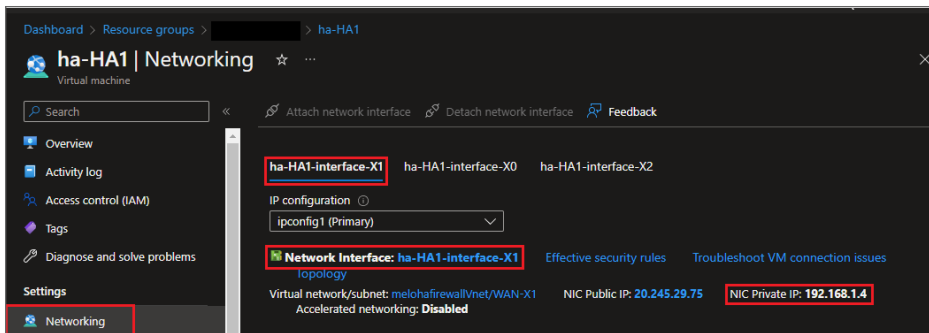 Dashboard > Resource groups > > ha-HA1
ha-HA1 | Networking ☆ ...
Virtual machine
Search «
Attach network interface Detach network interface Feedback
Overview
Activity log
Access control (IAM)
Tags
Diagnose and solve problems
Settings
Networking
ha-HA1-interface-X1 ha-HA1-interface-X0 ha-HA1-interface-X2
IP configuration
ipconfig1 (Primary)
Network Interface: ha-HA1-interface-X1 Effective security rules Troubleshoot VM connection issues
Topology
Virtual network/subnet: melohafirewallVnet/WAN-X1 NIC Public IP: 20.245.29.75 NIC Private IP: 192.168.1.4
Accelerated networking: Disabled